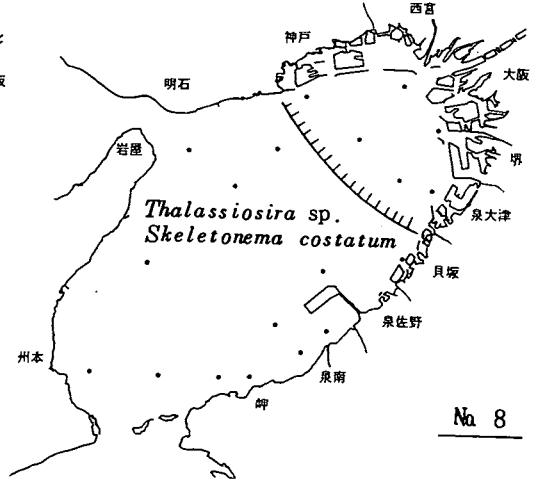 西宮
神戸
大阪
明石
堺
岩屋
泉大津
Thalassiosira sp.
Skeletonema costatum
貝塚
泉佐野
州本
泉南
岬
No. 8